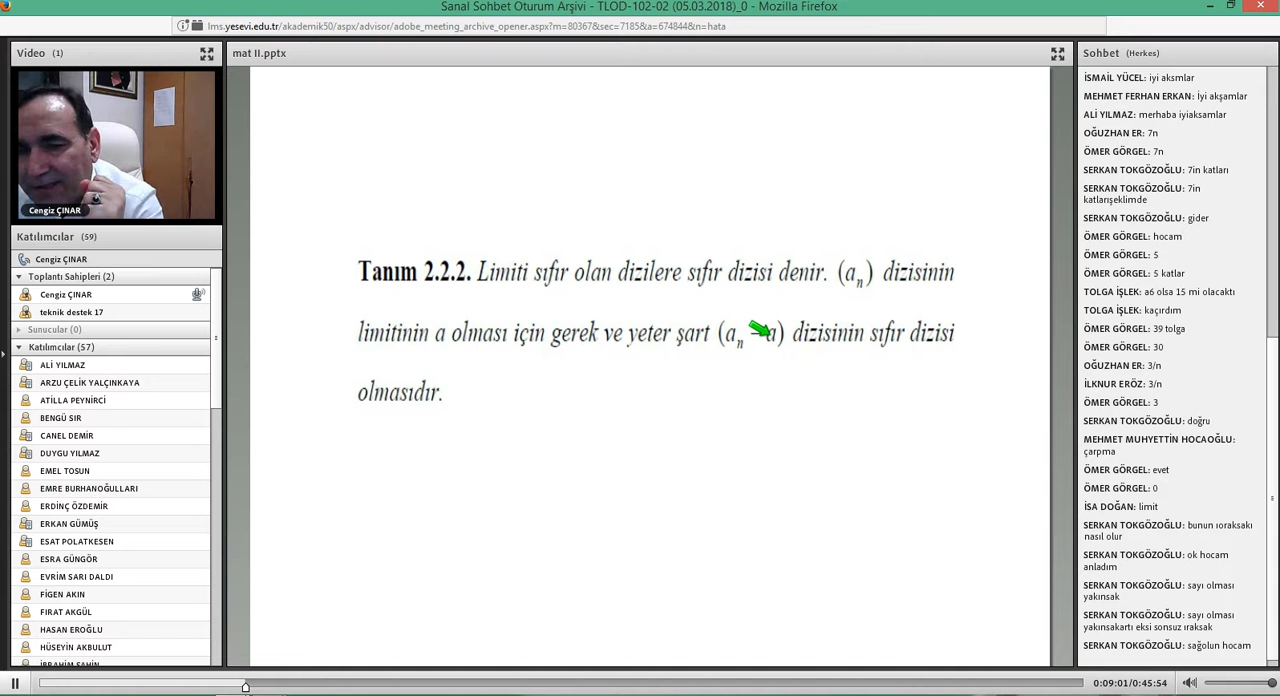 Sanal Sohbet Oturum Arşivi - TLOD-102-02 (05.03.2018)_0 - Mozilla Firefox
lms.yesevi.edu.tr/akademik50/aspx/advisor/adobe_meeting_archive_opener.aspx?m=80367&sec=7185&a=674844&n=hata
Video (1)
Cengiz ÇINAR
Katılımcılar (59)
Cengiz ÇINAR
Toplantı Sahipleri (2)
Cengiz ÇINAR
teknik destek 17
Sunucular (0)
Katılımcılar (57)
ALİ YILMAZ
ARZU ÇELİK YALÇINKAYA
ATİLLA PEYNİRCİ
BENGÜ SIR
CANEL DEMİR
DUYGU YILMAZ
EMEL TOSUN
EMRE BURHANOĞULLARI
ERDİNÇ ÖZDEMİR
ERKAN GÜMÜŞ
ESAT POLATKESEN
ESRA GÜNGÖR
EVRİM SARI DALDI
FİGEN AKIN
FIRAT AKGÜL
HASAN EROĞLU
HÜSEYİN AKBULUT
İBRAHİM ŞAHİN
mat II.pptx
Tanım 2.2.2. Limiti sıfır olan dizilere sıfır dizisi denir. (aₙ) dizisinin
limitinin a olması için gerek ve yeter şart (aₙ − a) dizisinin sıfır dizisi
olmasıdır.
Sohbet (Herkes)
İSMAİL YÜCEL: iyi aksmlar
MEHMET FERHAN ERKAN: İyi akşamlar
ALİ YILMAZ: merhaba iyiaksamlar
OĞUZHAN ER: 7n
ÖMER GÖRGEL: 7n
SERKAN TOKGÖZOĞLU: 7in katları
SERKAN TOKGÖZOĞLU: 7in
katlarışeklimde
SERKAN TOKGÖZOĞLU: gider
ÖMER GÖRGEL: hocam
ÖMER GÖRGEL: 5
ÖMER GÖRGEL: 5 katlar
TOLGA İŞLEK: a6 olsa 15 mi olacaktı
TOLGA İŞLEK: kaçırdım
ÖMER GÖRGEL: 39 tolga
ÖMER GÖRGEL: 30
OĞUZHAN ER: 3/n
İLKNUR ERÖZ: 3/n
ÖMER GÖRGEL: 3
SERKAN TOKGÖZOĞLU: doğru
MEHMET MUHYETTİN HOCAOĞLU:
çarpma
ÖMER GÖRGEL: evet
ÖMER GÖRGEL: 0
İSA DOĞAN: limit
SERKAN TOKGÖZOĞLU: bunun ıoraksakı
nasıl olur
SERKAN TOKGÖZOĞLU: ok hocam
anladım
SERKAN TOKGÖZOĞLU: sayı olması
yakınsak
SERKAN TOKGÖZOĞLU: sayı olması
yakınsakartı eksi sonsuz ıraksak
SERKAN TOKGÖZOĞLU: sağolun hocam
0:09:01/0:45:54